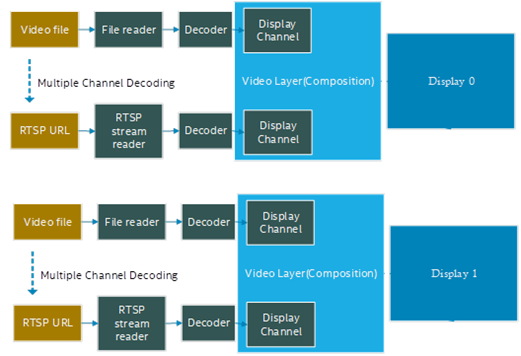 Video file
File reader
Decoder
Display
Channel
Multiple Channel Decoding
Video Layer(Composition)
Display 0
RTSP URL
RTSP
stream
reader
Decoder
Display
Channel
Video file
File reader
Decoder
Display
Channel
Multiple Channel Decoding
Video Layer(Composition)
Display 1
RTSP URL
RTSP
stream
reader
Decoder
Display
Channel